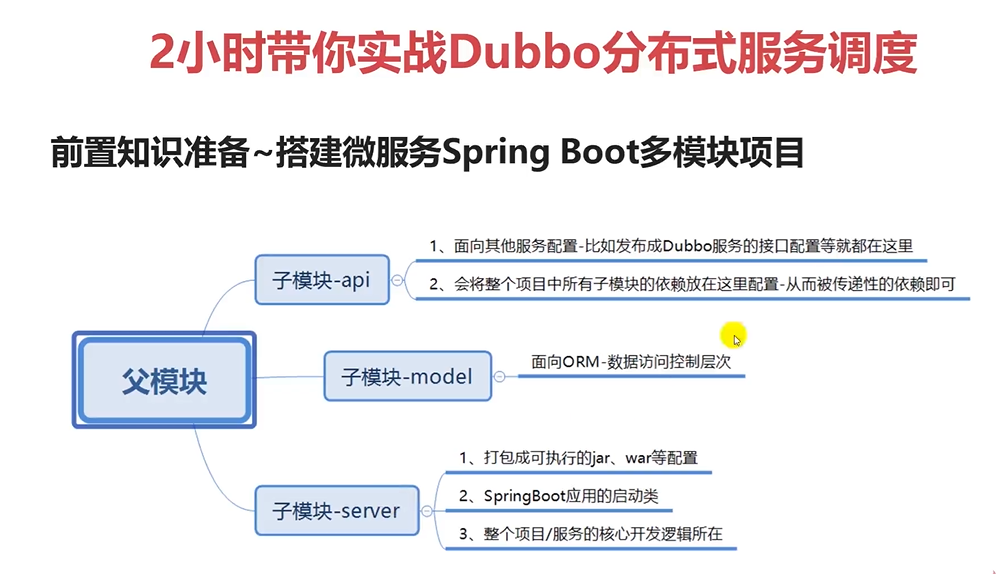 2小时带你实战Dubbo分布式服务调度
前置知识准备~搭建微服务Spring Boot多模块项目
父模块
子模块-api
1、面向其他服务配置-比如发布成Dubbo服务的接口配置等就都在这里
2、会将整个项目中所有子模块的依赖放在这里配置-从而被传递性的依赖即可
子模块-model
面向ORM-数据访问控制层次
子模块-server
1、打包成可执行的jar、war等配置
2、SpringBoot应用的启动类
3、整个项目/服务的核心开发逻辑所在